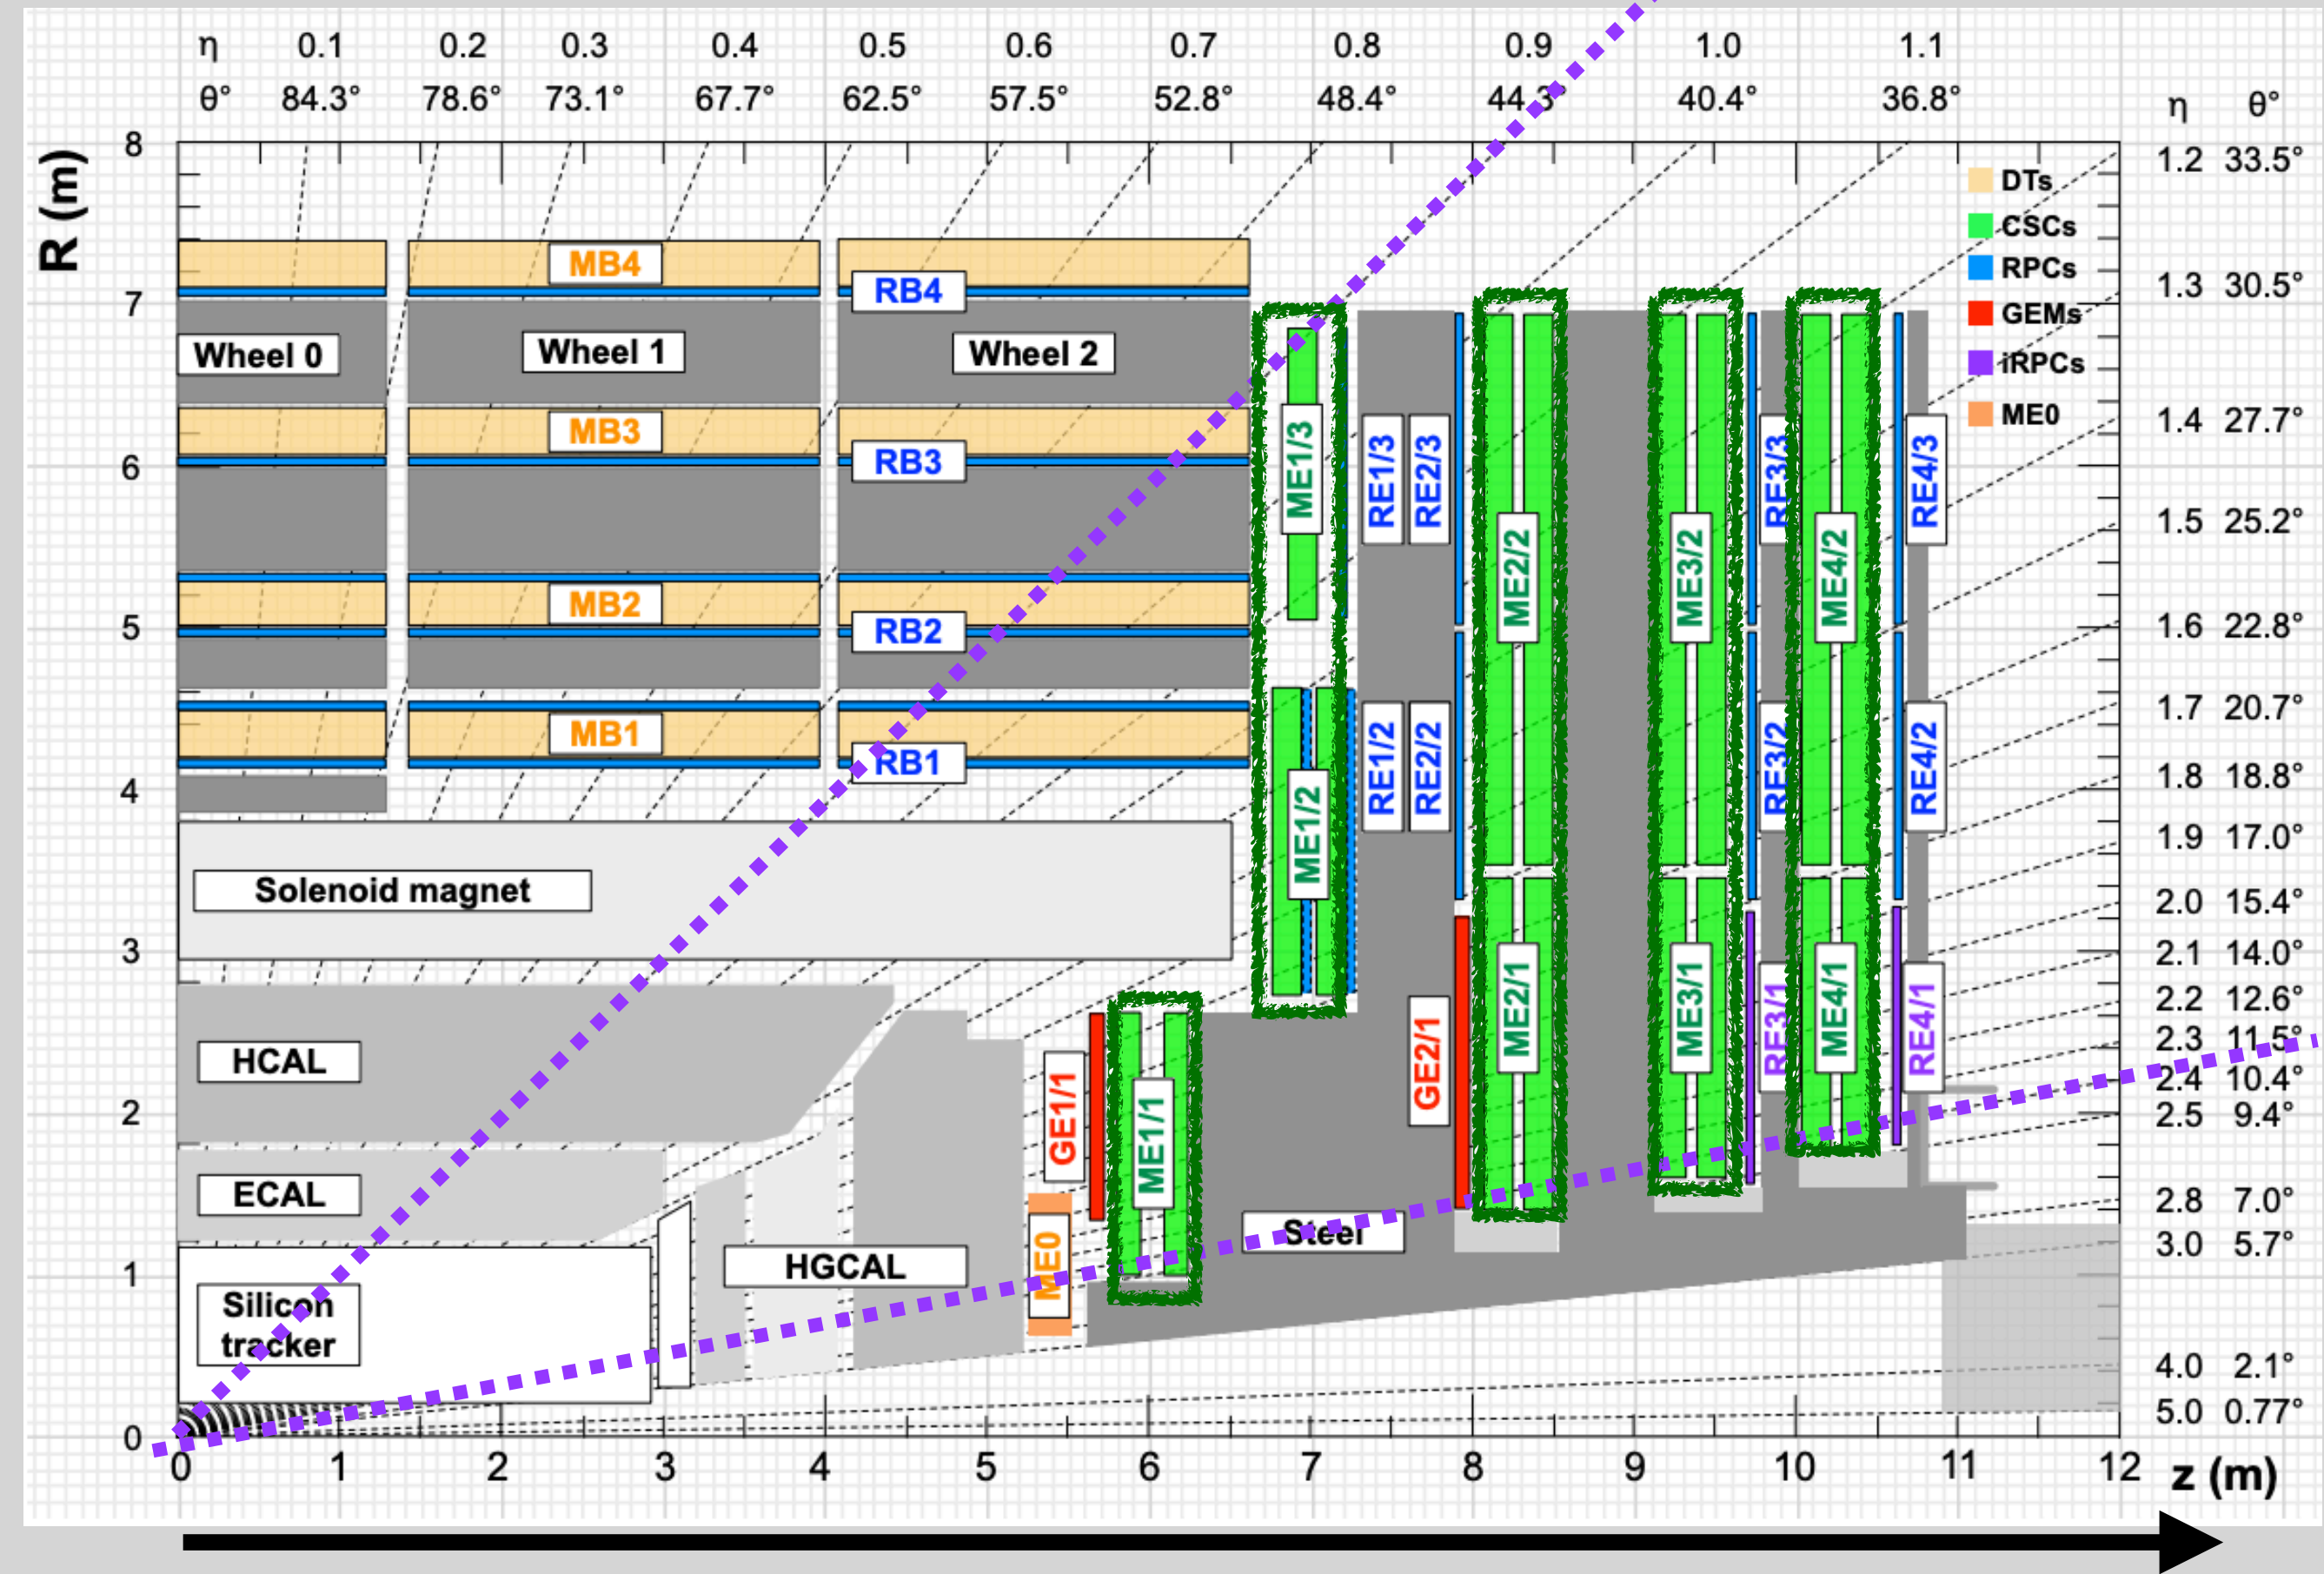 η 0.1 0.2 0.3 0.4 0.5 0.6 0.7 0.8 0.9 1.0 1.1
θ° 84.3° 78.6° 73.1° 67.7° 62.5° 57.5° 52.8° 48.4° 44.3° 40.4° 36.8° η θ°
R (m)
8
7
6
5
4
3
2
1
0
1.2 33.5°
1.3 30.5°
1.4 27.7°
1.5 25.2°
1.6 22.8°
1.7 20.7°
1.8 18.8°
1.9 17.0°
2.0 15.4°
2.1 14.0°
2.2 12.6°
2.3 11.5°
2.4 10.4°
2.5 9.4°
2.8 7.0°
3.0 5.7°
4.0 2.1°
5.0 0.77°
DTs
CSCs
RPCs
GEMs
iRPCs
ME0
MB4
RB4
Wheel 0 Wheel 1 Wheel 2
MB3
RB3
MB2
RB2
MB1
RB1
Solenoid magnet
HCAL
ECAL
Silicon
tracker
HGCAL
Steel
ME0
GE1/1
ME1/1
ME1/3
ME1/2
RE1/3
RE2/3
RE1/2
RE2/2
GE2/1
ME2/2
ME2/1
ME3/2
ME3/1
RE3/3
RE3/2
RE3/1
ME4/2
ME4/1
RE4/3
RE4/2
RE4/1
0 1 2 3 4 5 6 7 8 9 10 11 12 z (m)